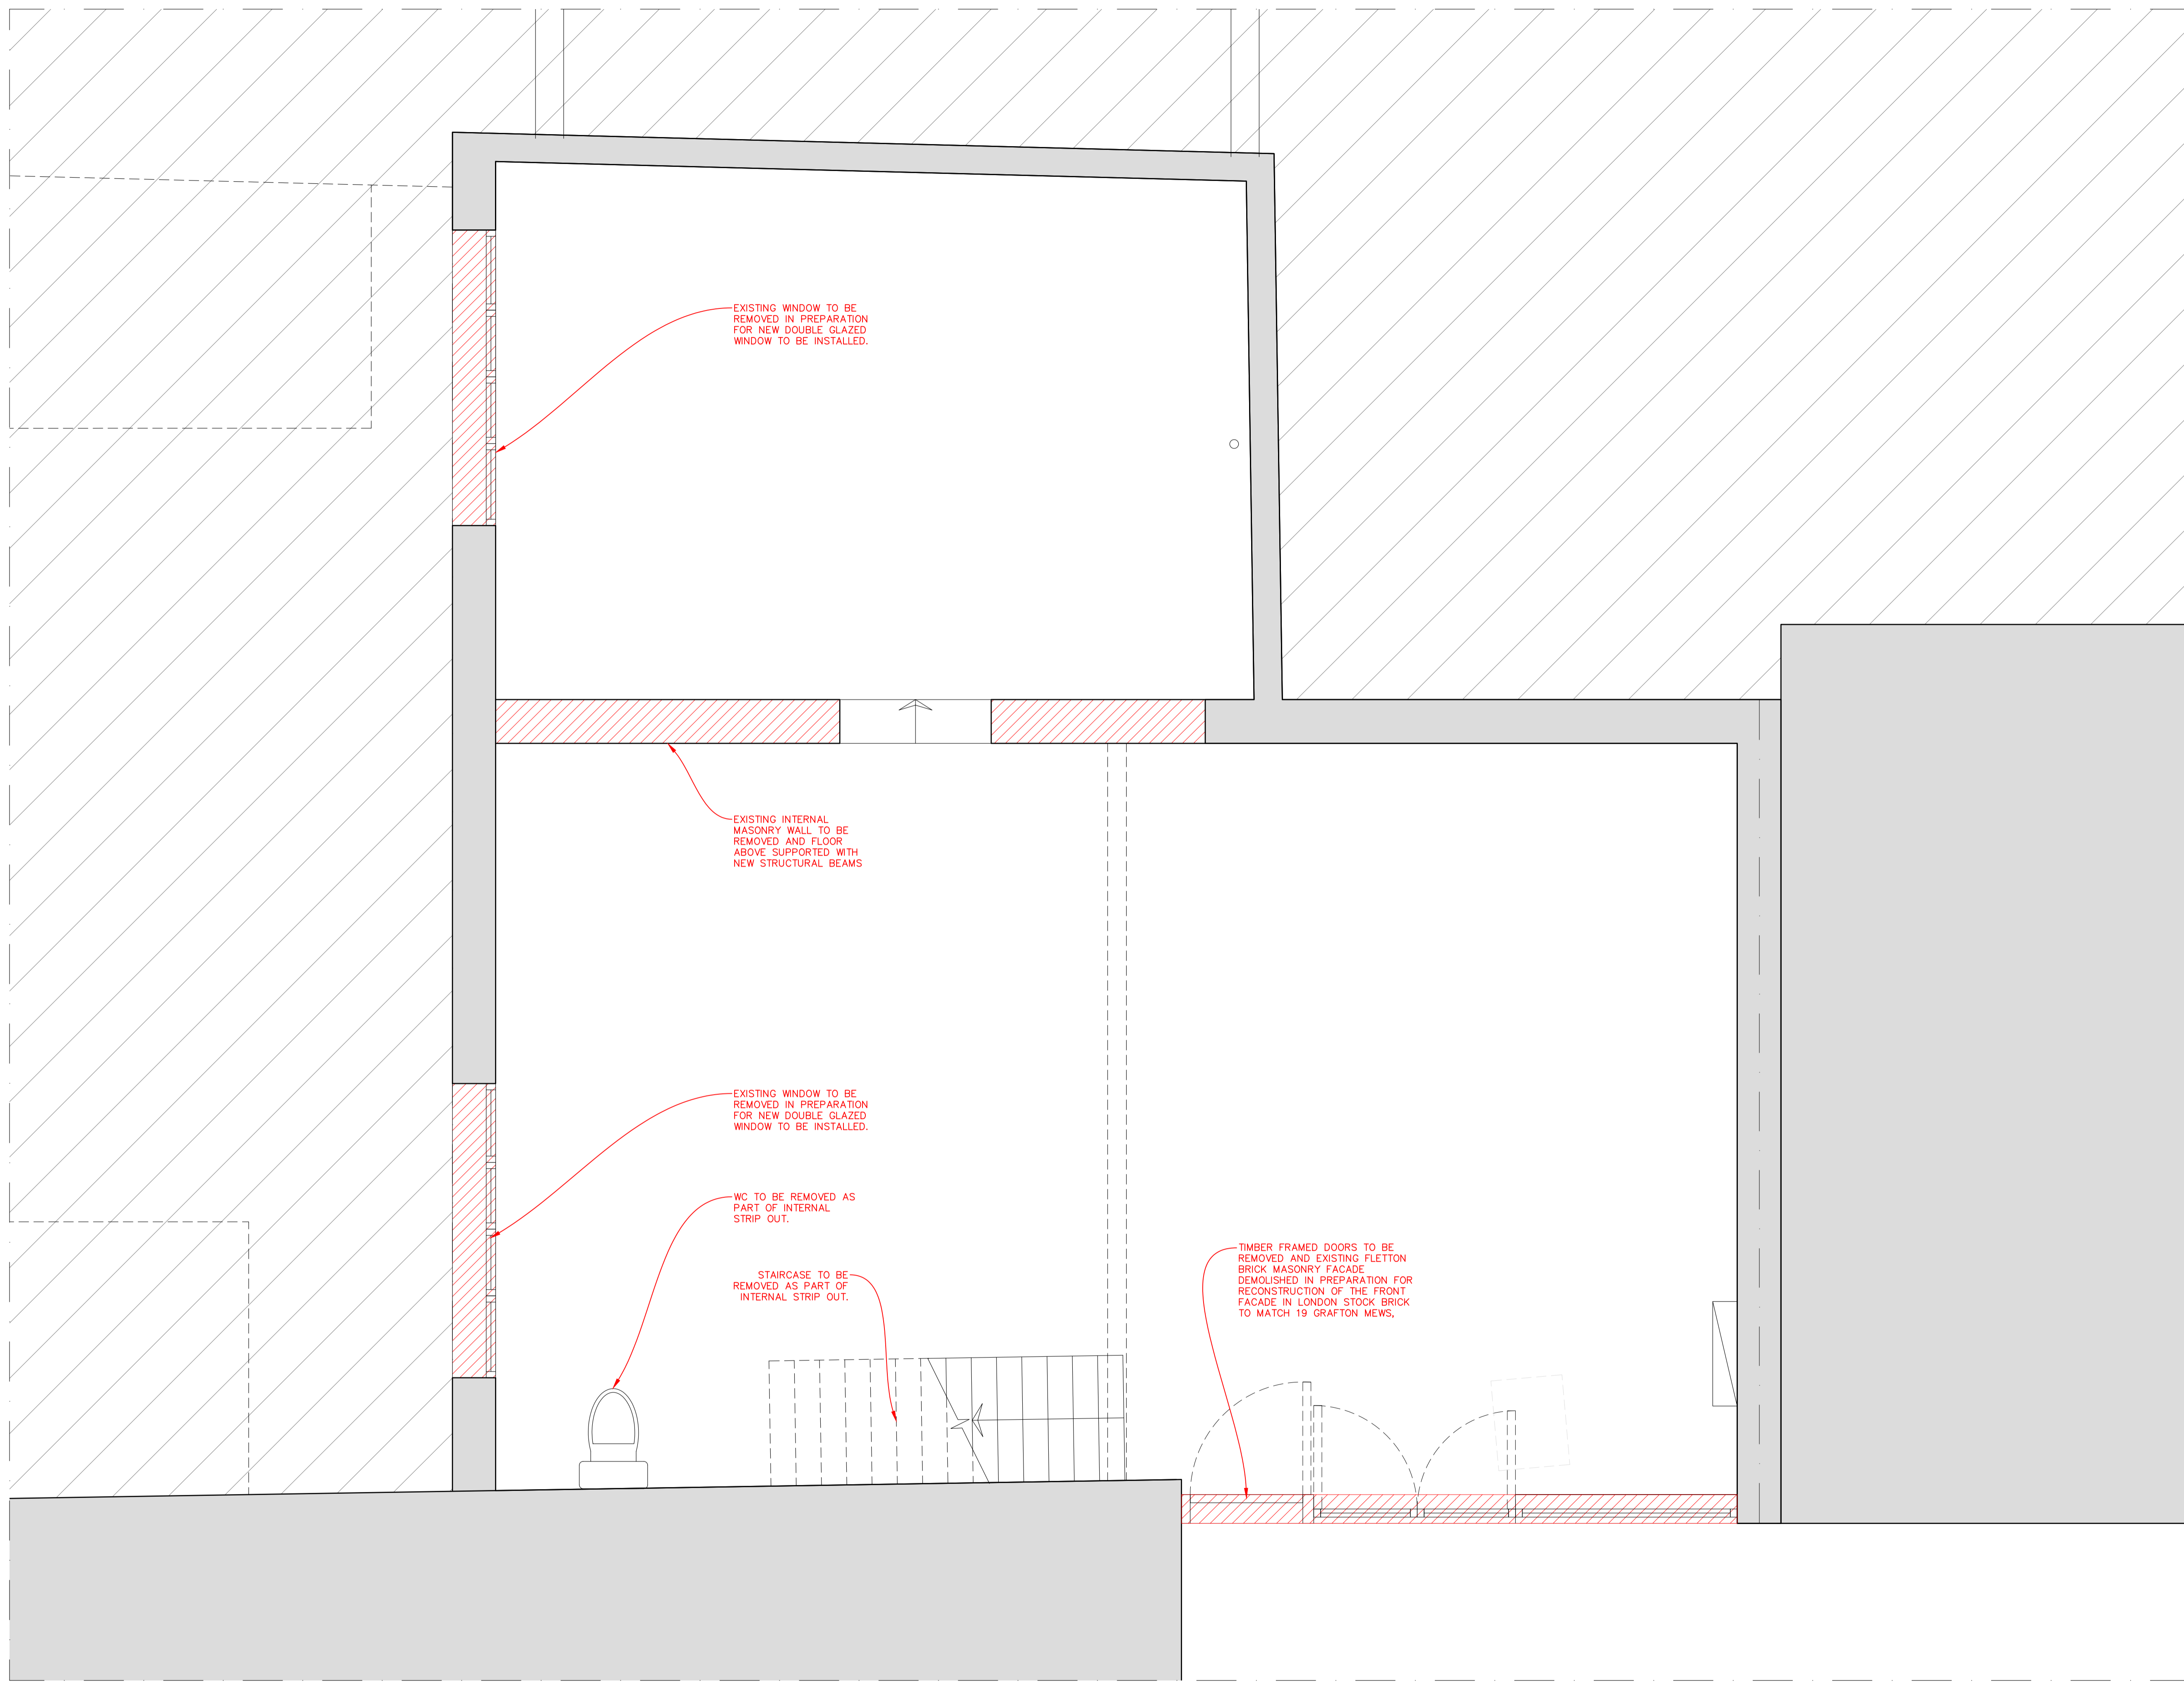 EXISTING WINDOW TO BE
REMOVED IN PREPARATION
FOR NEW DOUBLE GLAZED
WINDOW TO BE INSTALLED.
EXISTING INTERNAL
MASONRY WALL TO BE
REMOVED AND FLOOR
ABOVE SUPPORTED WITH
NEW STRUCTURAL BEAMS
EXISTING WINDOW TO BE
REMOVED IN PREPARATION
FOR NEW DOUBLE GLAZED
WINDOW TO BE INSTALLED.
WC TO BE REMOVED AS
PART OF INTERNAL
STRIP OUT.
STAIRCASE TO BE
REMOVED AS PART OF
INTERNAL STRIP OUT.
TIMBER FRAMED DOORS TO BE
REMOVED AND EXISTING FLETTON
BRICK MASONRY FACADE
DEMOLISHED IN PREPARATION FOR
RECONSTRUCTION OF THE FRONT
FACADE IN LONDON STOCK BRICK
TO MATCH 19 GRAFTON MEWS,